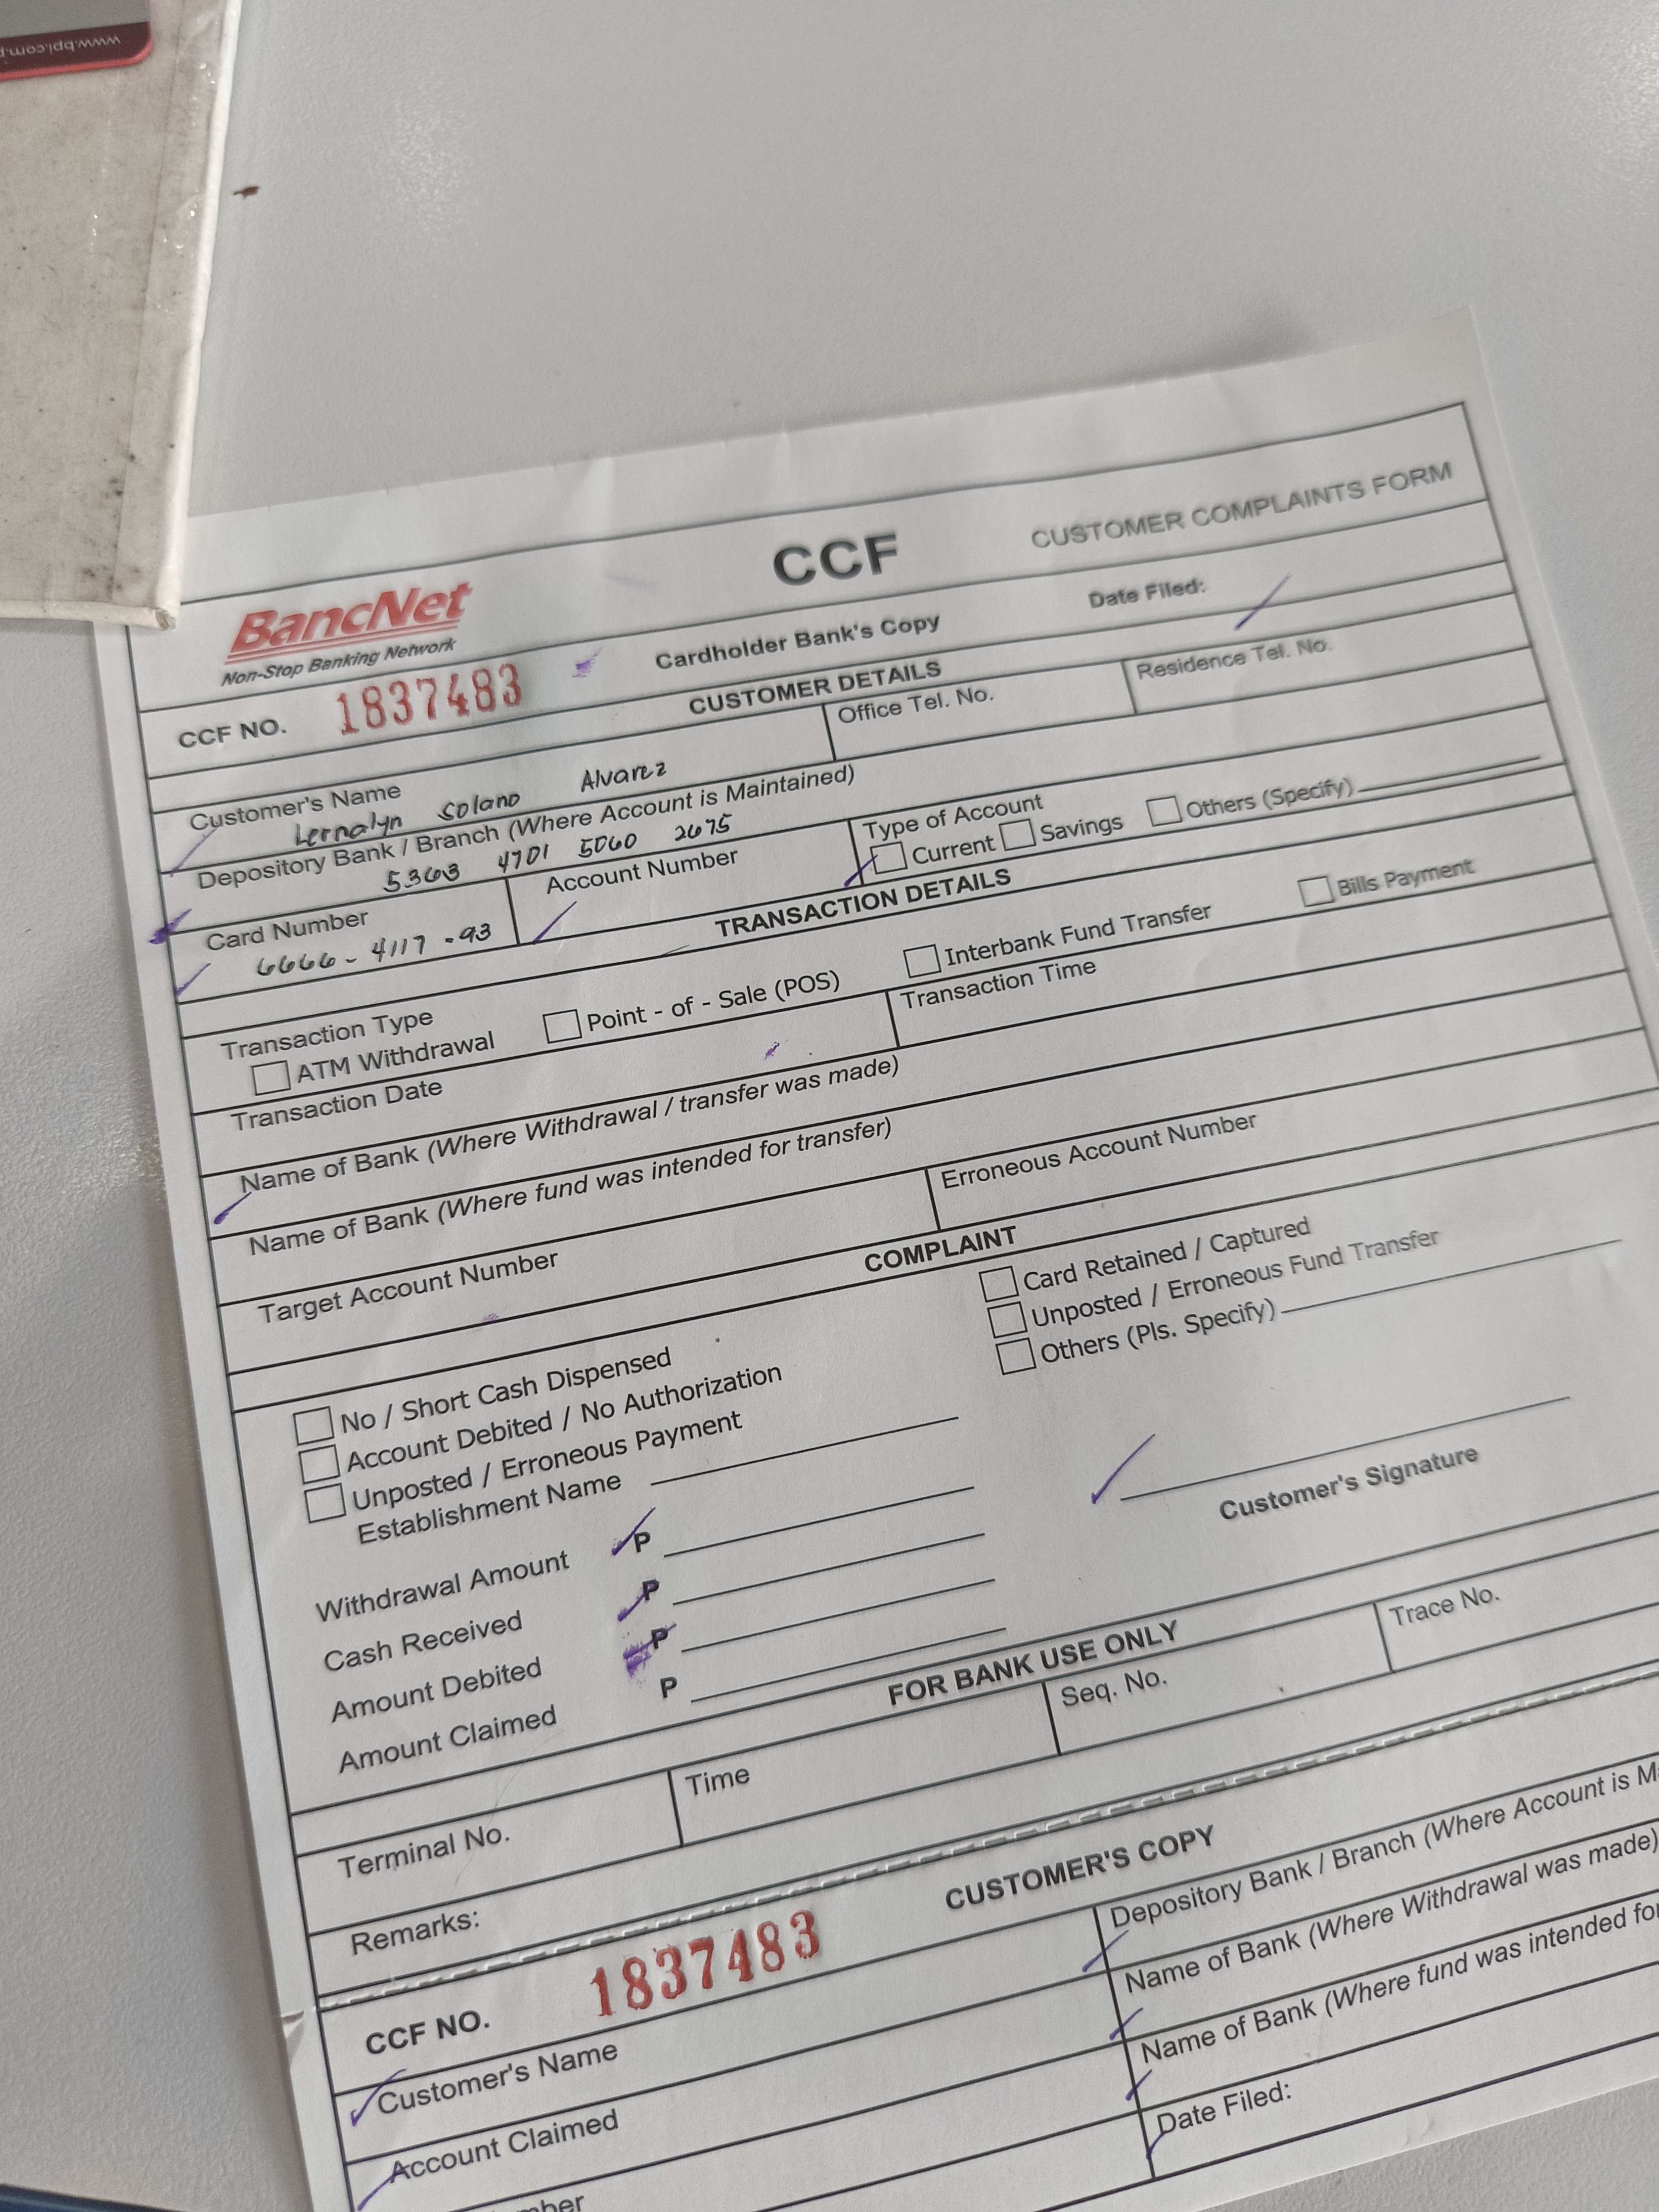 www.bpi.com.p
CCF
CUSTOMER COMPLAINTS FORM
BancNet
Non-Stop Banking Network
Cardholder Bank's Copy
Date Filed:
CCF NO. 1837483
CUSTOMER DETAILS
Customer's Name
Lernalyn Solano Alvarez
Office Tel. No.
Residence Tel. No.
Depository Bank / Branch (Where Account is Maintained)
5363 4701 5060 2675
Card Number
6666-4117-93
Account Number
Type of Account
Current Savings Others (Specify)
TRANSACTION DETAILS
Transaction Type
ATM Withdrawal Point - of - Sale (POS) Interbank Fund Transfer Bills Payment
Transaction Date
Transaction Time
Name of Bank (Where Withdrawal / transfer was made)
Name of Bank (Where fund was intended for transfer)
Target Account Number
Erroneous Account Number
COMPLAINT
No / Short Cash Dispensed
Account Debited / No Authorization
Unposted / Erroneous Payment
Establishment Name
Card Retained / Captured
Unposted / Erroneous Fund Transfer
Others (Pls. Specify)
Withdrawal Amount P
Cash Received P
Amount Debited P
Amount Claimed P
Customer's Signature
FOR BANK USE ONLY
Terminal No.
Time
Seq. No.
Trace No.
Remarks:
CUSTOMER'S COPY
CCF NO. 1837483
Customer's Name
Depository Bank / Branch (Where Account is Ma
Account Claimed
Name of Bank (Where Withdrawal was made)
Name of Bank (Where fund was intended for
Date Filed:
mber